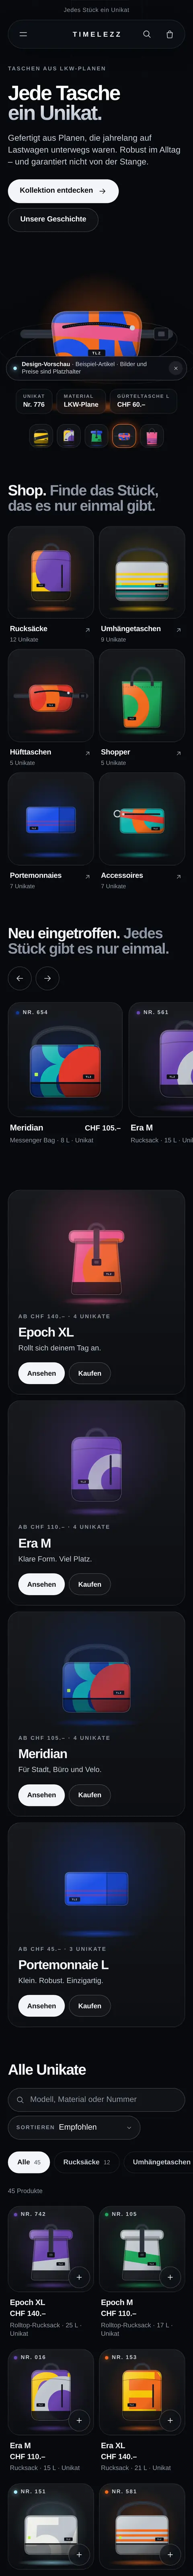 Jedes Stück ein Unikat
TIMELEZZ
TASCHEN AUS LKW-PLANEN
Jede Tasche
ein Unikat.
Gefertigt aus Planen, die jahrelang auf
Lastwagen unterwegs waren. Robust im Alltag
– und garantiert nicht von der Stange.
Kollektion entdecken →
Unsere Geschichte
TLZ
Design-Vorschau · Beispiel-Artikel · Bilder und
Preise sind Platzhalter
UNIKAT
Nr. 776
MATERIAL
LKW-Plane
GÜRTELTASCHE L
CHF 60.–
Shop. Finde das Stück,
das es nur einmal gibt.
Rucksäcke
12 Unikate
Umhängetaschen
9 Unikate
Hüfttaschen
5 Unikate
Shopper
5 Unikate
Portemonnaies
7 Unikate
Accessoires
7 Unikate
Neu eingetroffen. Jedes
Stück gibt es nur einmal.
NR. 654
NR. 561
Meridian
CHF 105.–
Messenger Bag · 8 L · Unikat
Era M
Rucksack · 15 L · Unik
AB CHF 140.– · 4 UNIKATE
Epoch XL
Rollt sich deinem Tag an.
Ansehen
Kaufen
AB CHF 110.– · 4 UNIKATE
Era M
Klare Form. Viel Platz.
Ansehen
Kaufen
AB CHF 105.– · 4 UNIKATE
Meridian
Für Stadt, Büro und Velo.
Ansehen
Kaufen
AB CHF 45.– · 3 UNIKATE
Portemonnaie L
Klein. Robust. Einzigartig.
Ansehen
Kaufen
Alle Unikate
Modell, Material oder Nummer
SORTIEREN Empfohlen
Alle 45
Rucksäcke 12
Umhängetaschen
45 Produkte
NR. 742
NR. 105
Epoch XL
CHF 140.–
Rolltop-Rucksack · 25 L ·
Unikat
Epoch M
CHF 110.–
Rolltop-Rucksack · 17 L ·
Unikat
NR. 016
NR. 153
Era M
CHF 110.–
Rucksack · 15 L · Unikat
Era XL
CHF 140.–
Rucksack · 21 L · Unikat
NR. 151
NR. 581